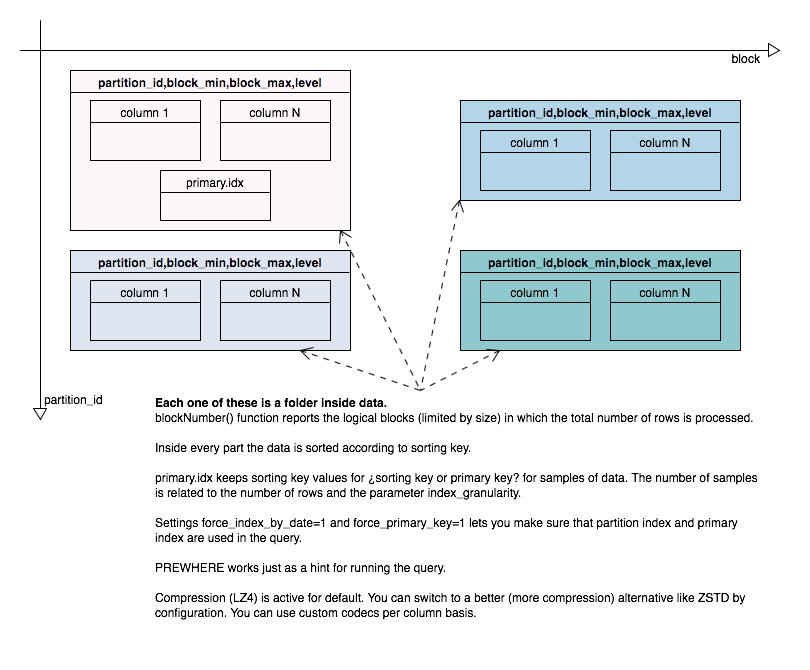 block
partition_id,block_min,block_max,level
column 1
column N
primary.idx
partition_id,block_min,block_max,level
column 1
column N
partition_id,block_min,block_max,level
column 1
column N
partition_id,block_min,block_max,level
column 1
column N
partition_id
Each one of these is a folder inside data.
blockNumber() function reports the logical blocks (limited by size) in which the total number of rows is processed.
Inside every part the data is sorted according to sorting key.
primary.idx keeps sorting key values for ¿sorting key or primary key? for samples of data. The number of samples
is related to the number of rows and the parameter index_granularity.
Settings force_index_by_date=1 and force_primary_key=1 lets you make sure that partition index and primary
index are used in the query.
PREWHERE works just as a hint for running the query.
Compression (LZ4) is active for default. You can switch to a better (more compression) alternative like ZSTD by
configuration. You can use custom codecs per column basis.